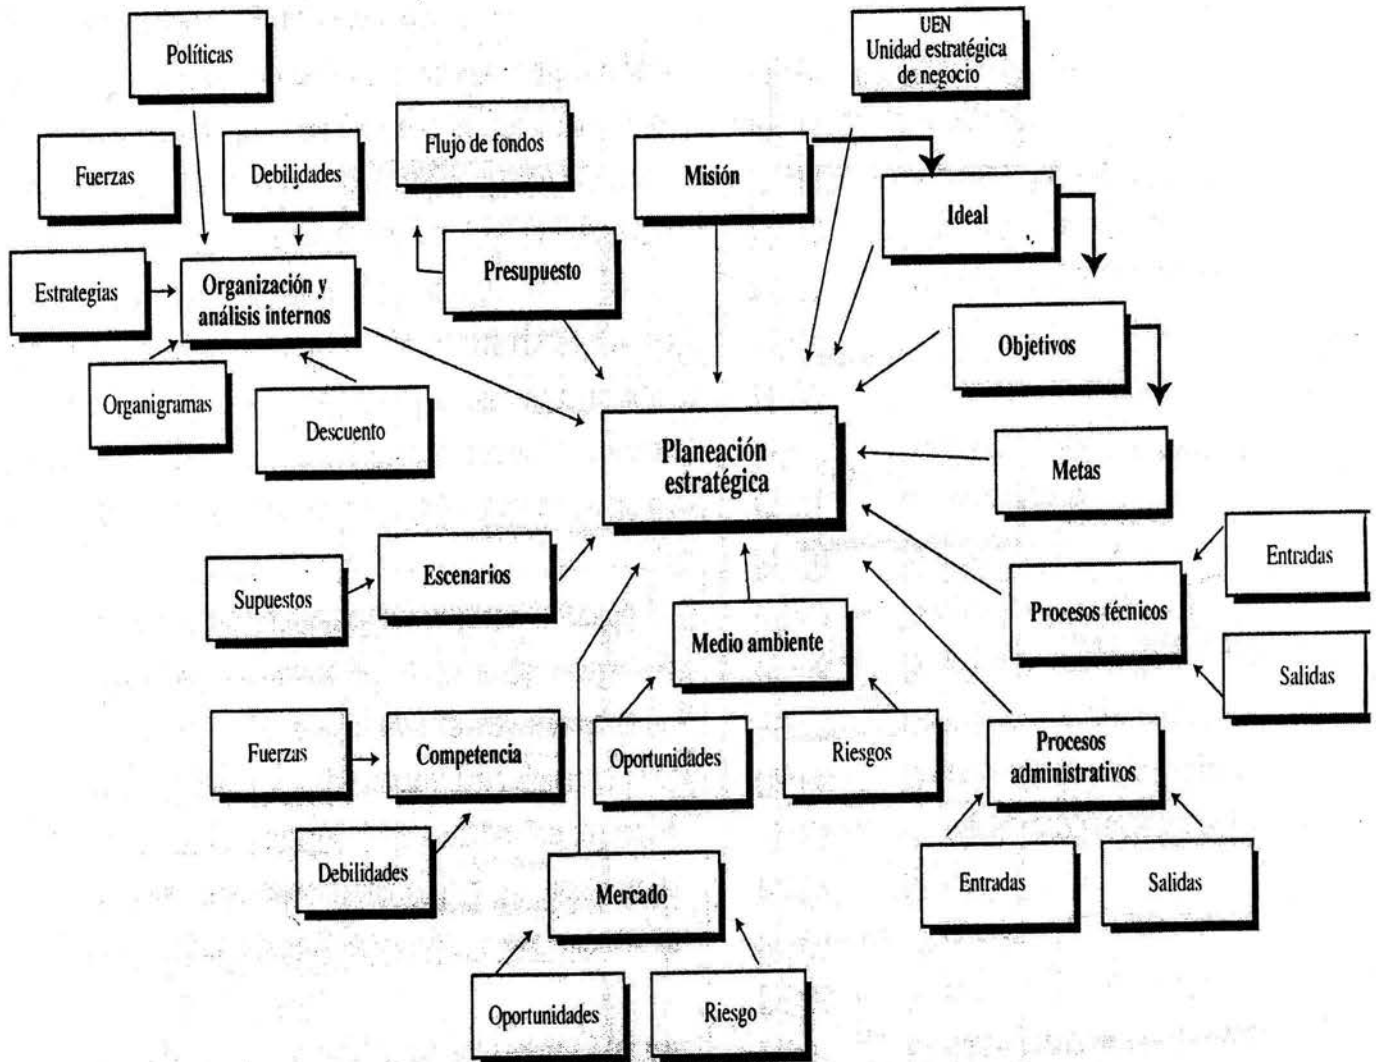 Políticas
UEN
Unidad estratégica
de negocio
Fuerzas
Debilidades
Flujo de fondos
Misión
Ideal
Estrategias
Organización y
análisis internos
Presupuesto
Objetivos
Organigramas
Descuento
Planeación
estratégica
Metas
Supuestos
Escenarios
Medio ambiente
Procesos técnicos
Entradas
Salidas
Fuerzas
Competencia
Oportunidades
Riesgos
Procesos
administrativos
Debilidades
Mercado
Entradas
Salidas
Oportunidades
Riesgo